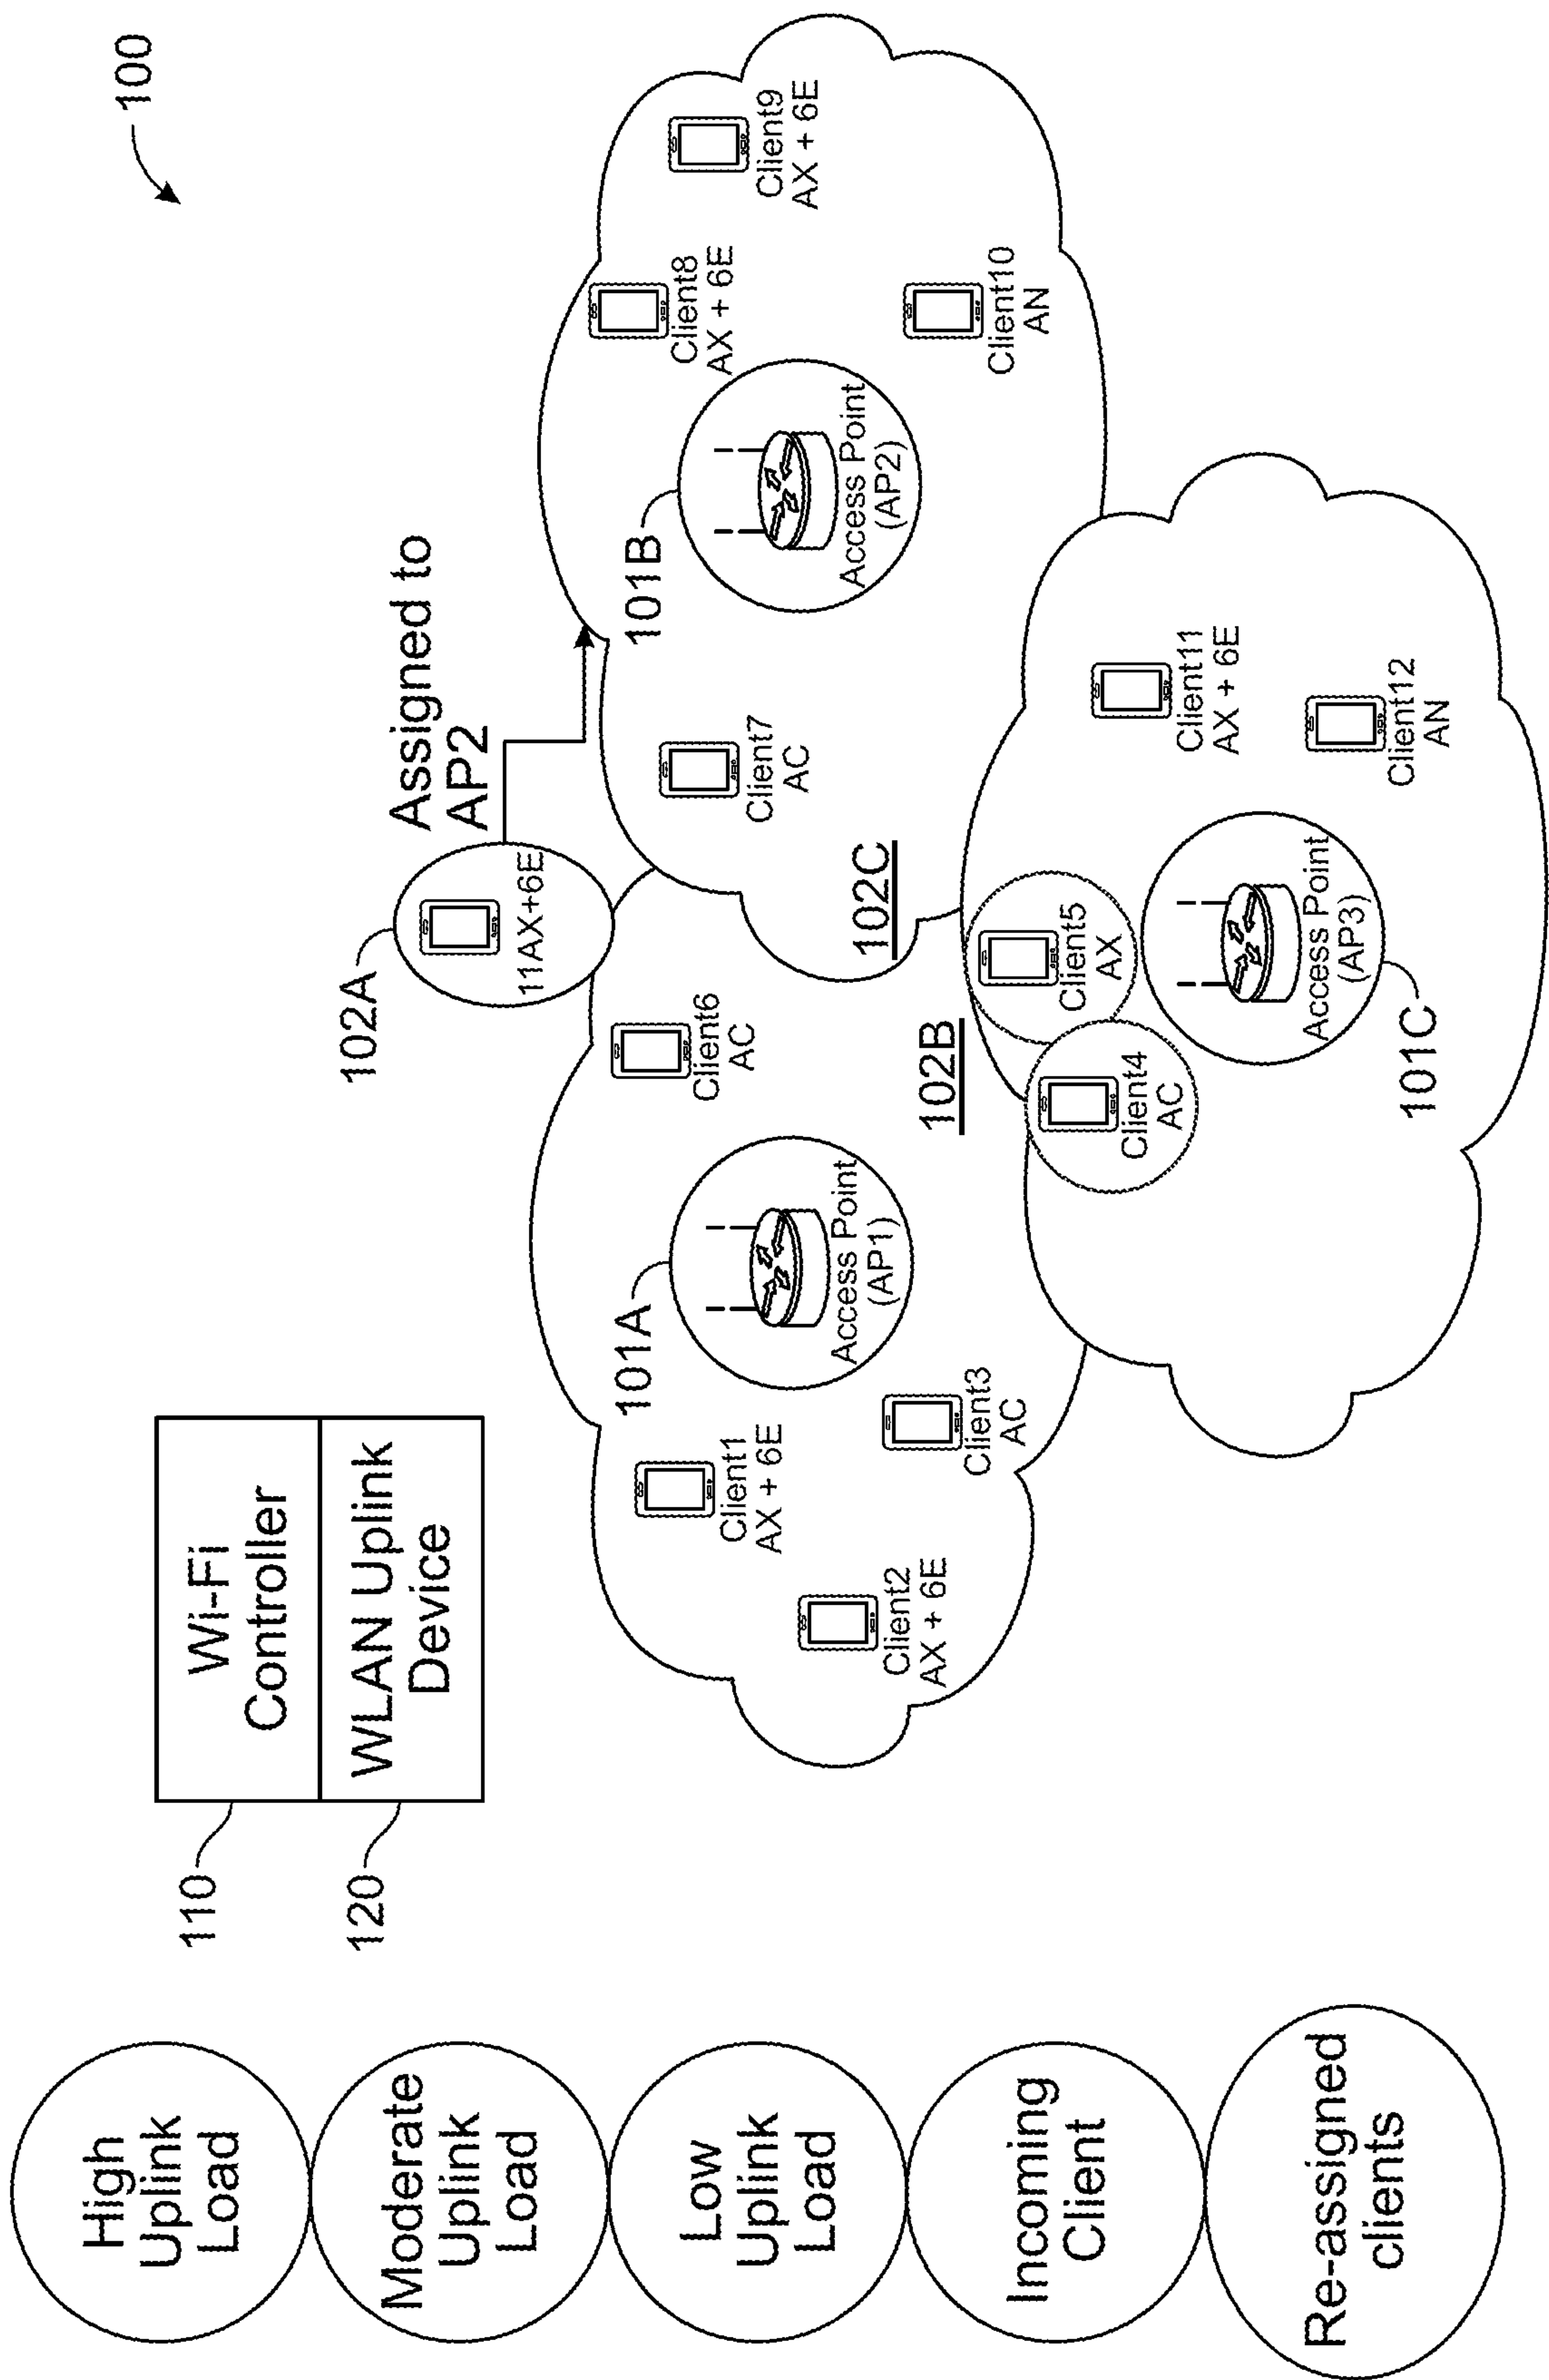 100
High
Uplink
Load
Moderate
Uplink
Load
Low
Uplink
Load
Incoming
Client
Re-assigned
clients
110
Wi-Fi
Controller
120
WLAN Uplink
Device
102A
11AX+6E
Assigned to
AP2
101A
Access Point
(AP1)
Client1
AX + 6E
Client2
AX + 6E
Client3
AC
Client6
AC
102B
Client4
AC
Client5
AX
102C
101B
Access Point
(AP2)
Client7
AC
Client8
AX + 6E
Client9
AX + 6E
Client10
AN
Access Point
(AP3)
101C
Client11
AX + 6E
Client12
AN